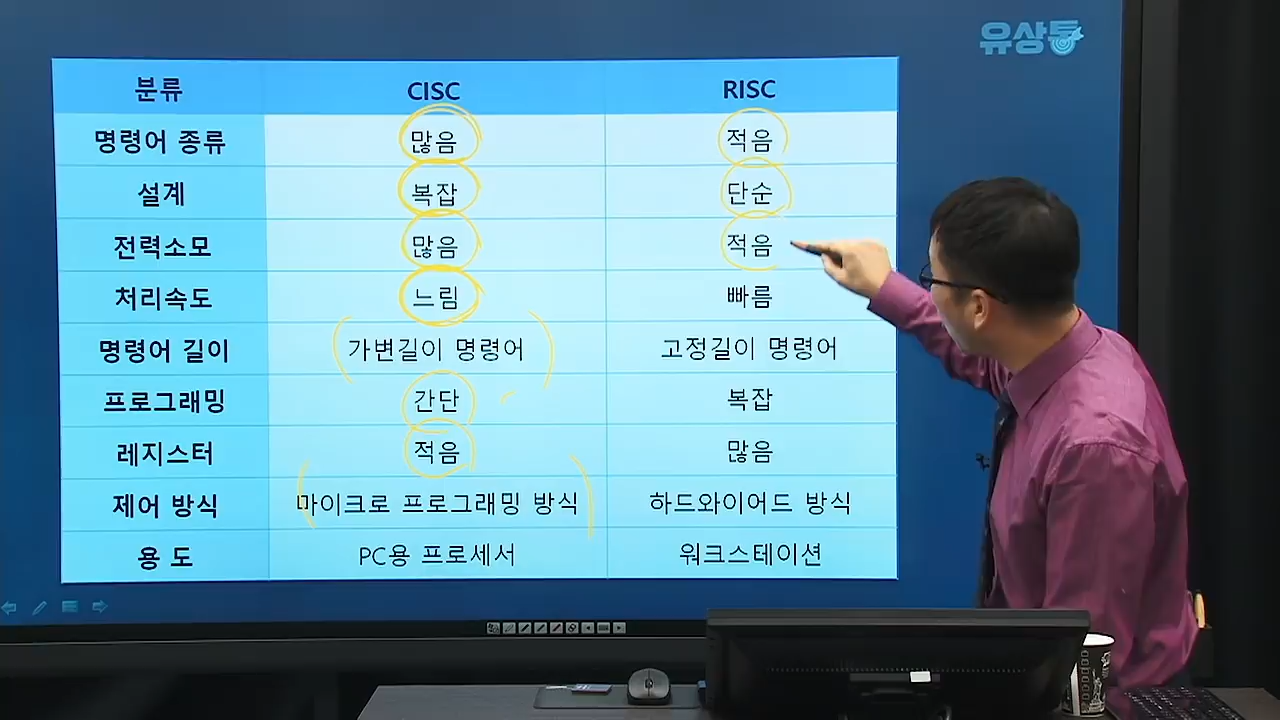 유상통
분류 CISC RISC
명령어 종류 많음 적음
설계 복잡 단순
전력소모 많음 적음
처리속도 느림 빠름
명령어 길이 가변길이 명령어 고정길이 명령어
프로그래밍 간단 복잡
레지스터 적음 많음
제어 방식 마이크로 프로그래밍 방식 하드와이어드 방식
용 도 PC용 프로세서 워크스테이션